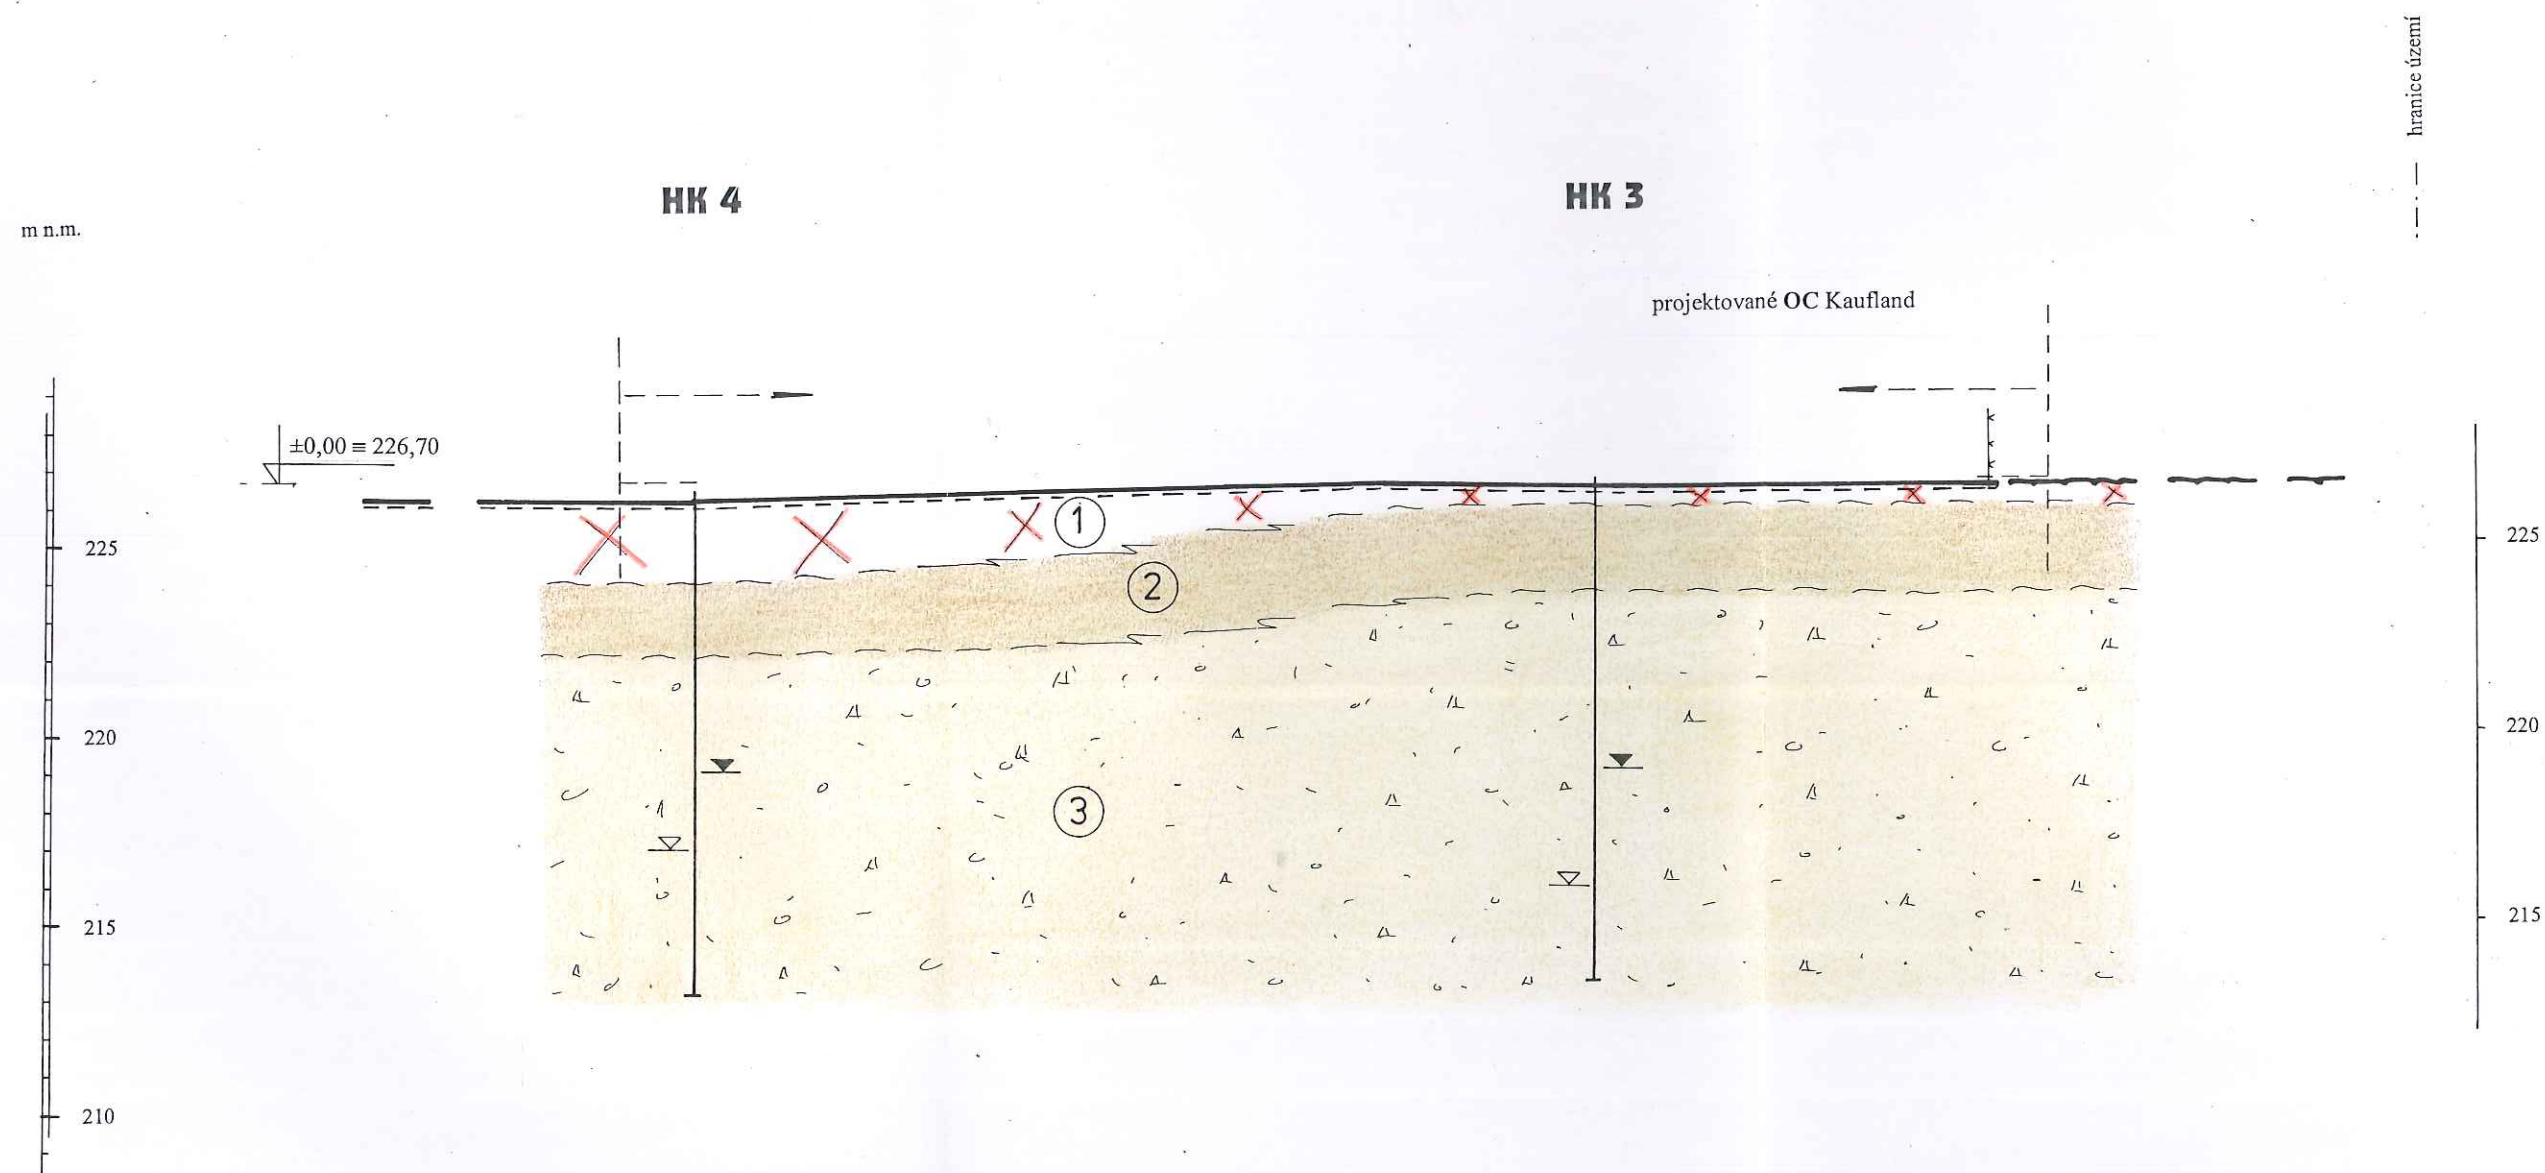 hranice území
HK 4
HK 3
m n.m.
projektované OC Kaufland
±0,00 ≡ 226,70
1
225
225
2
220
220
3
215
215
210